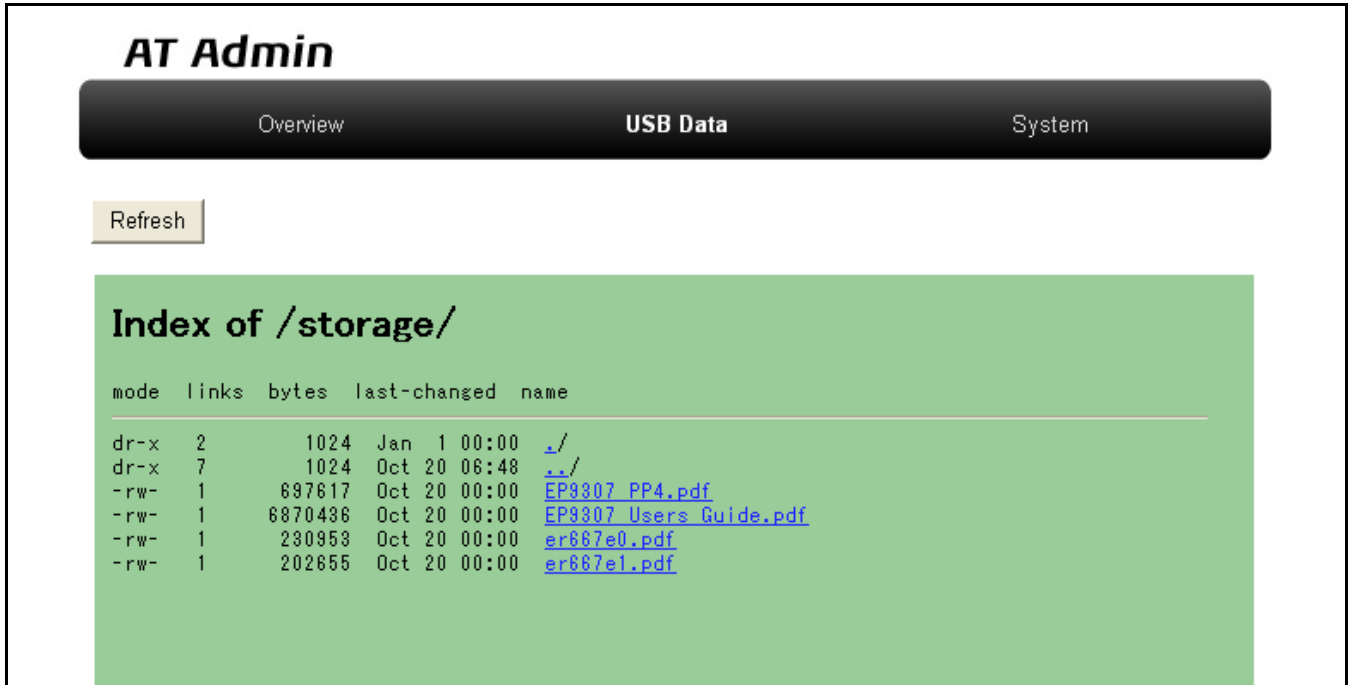 AT Admin
Overview USB Data System
Refresh
Index of /storage/
mode links bytes last-changed name
dr-x 2 1024 Jan 1 00:00 ./
dr-x 7 1024 Oct 20 06:48 ../
-rw- 1 697617 Oct 20 00:00 EP9307_PP4.pdf
-rw- 1 6870436 Oct 20 00:00 EP9307_Users_Guide.pdf
-rw- 1 230953 Oct 20 00:00 er667e0.pdf
-rw- 1 202655 Oct 20 00:00 er667e1.pdf